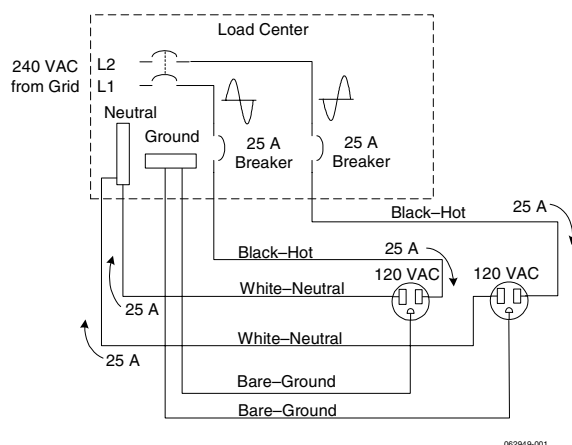 Load Center
240 VAC
from Grid
L2
L1
Neutral
Ground
25 A
Breaker
25 A
Breaker
Black–Hot
25 A
Black–Hot
25 A
120 VAC
120 VAC
White–Neutral
25 A
White–Neutral
25 A
Bare–Ground
Bare–Ground
062949-001